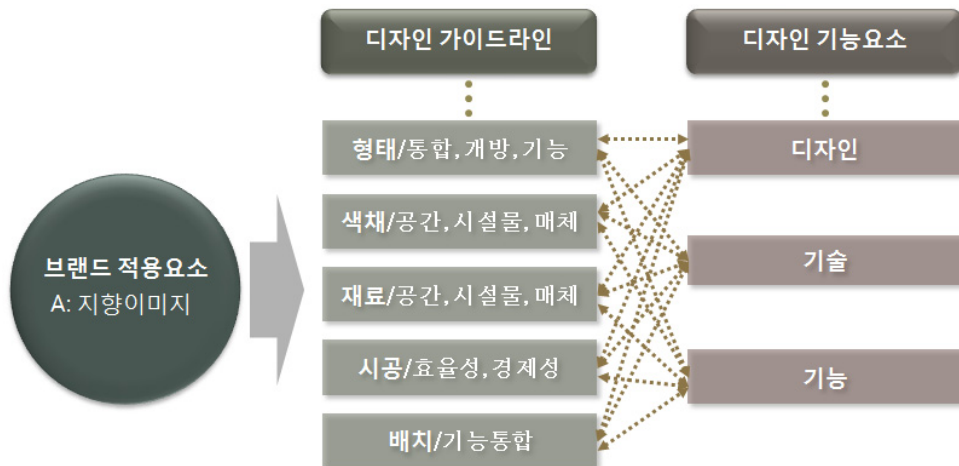 디자인 가이드라인
디자인 기능요소
형태/통합,개방,기능
디자인
색채/공간,시설물,매체
브랜드 적용요소
A: 지향이미지
기술
재료/공간,시설물,매체
시공/효율성,경제성
기능
배치/기능통합